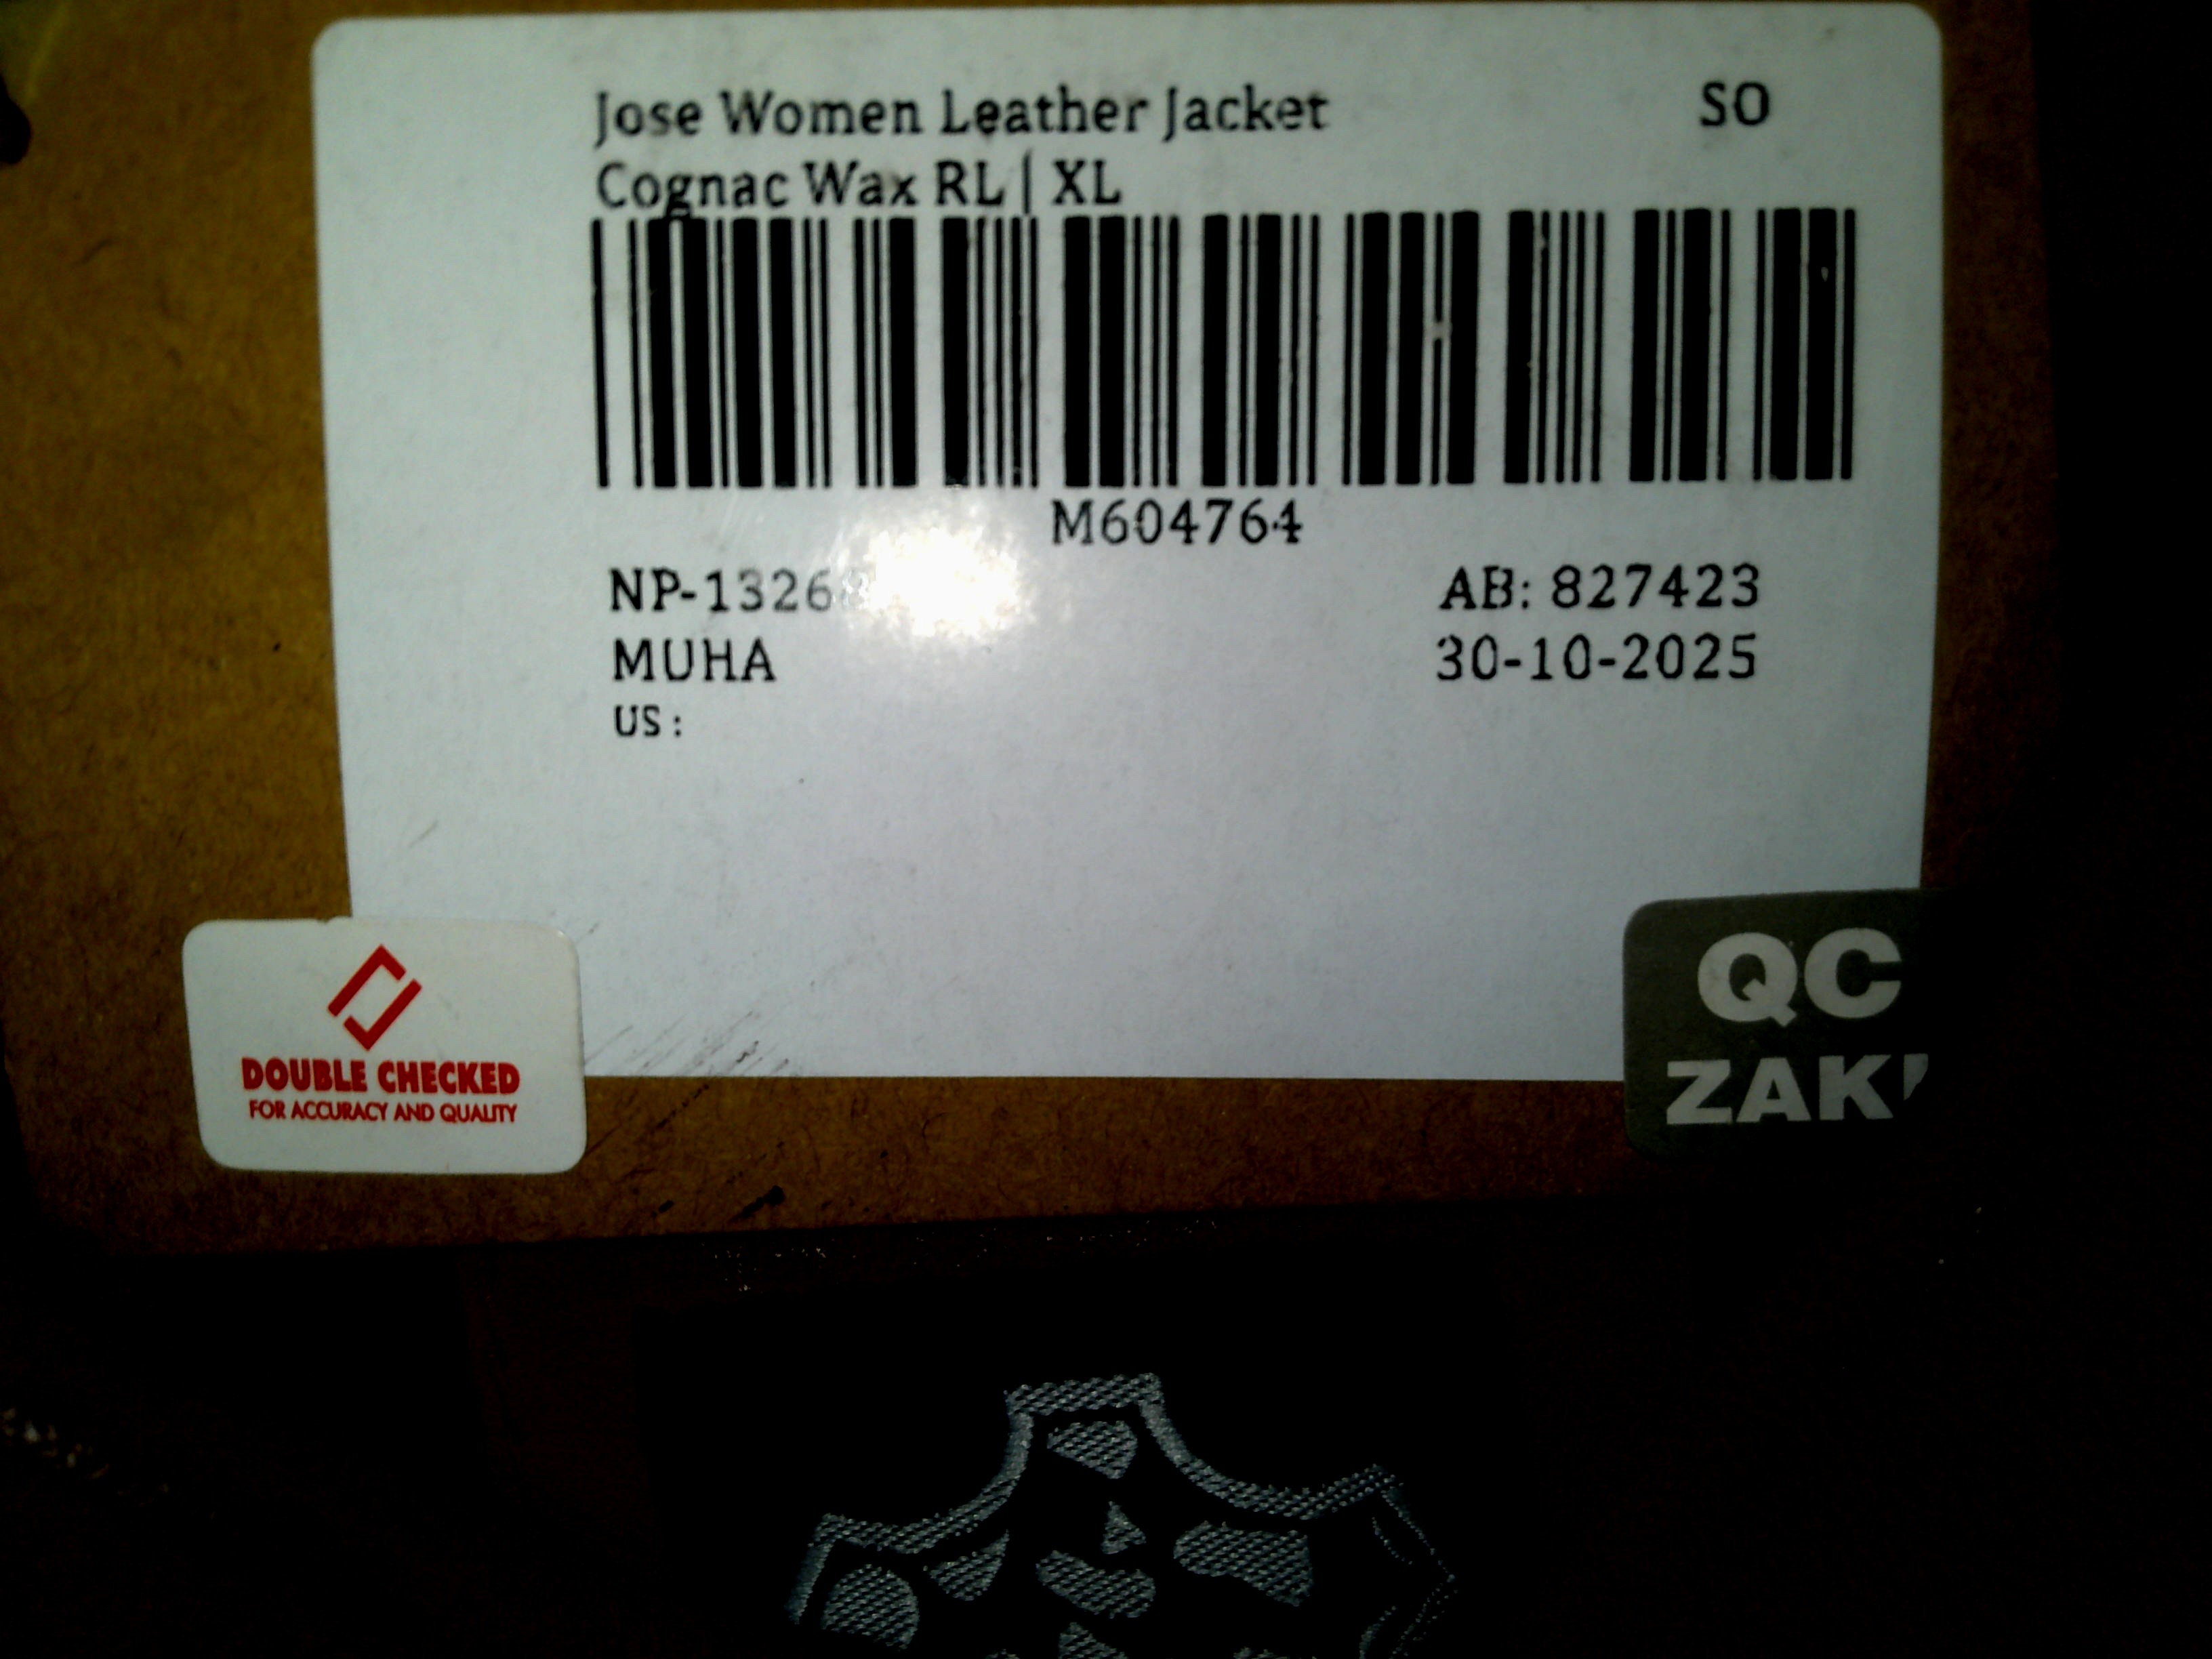 Jose Women Leather Jacket SO
Cognac Wax RL | XL
M604764
AB: 827423
MUHA 30-10-2025
US :
DOUBLE CHECKED
FOR ACCURACY AND QUALITY
QC